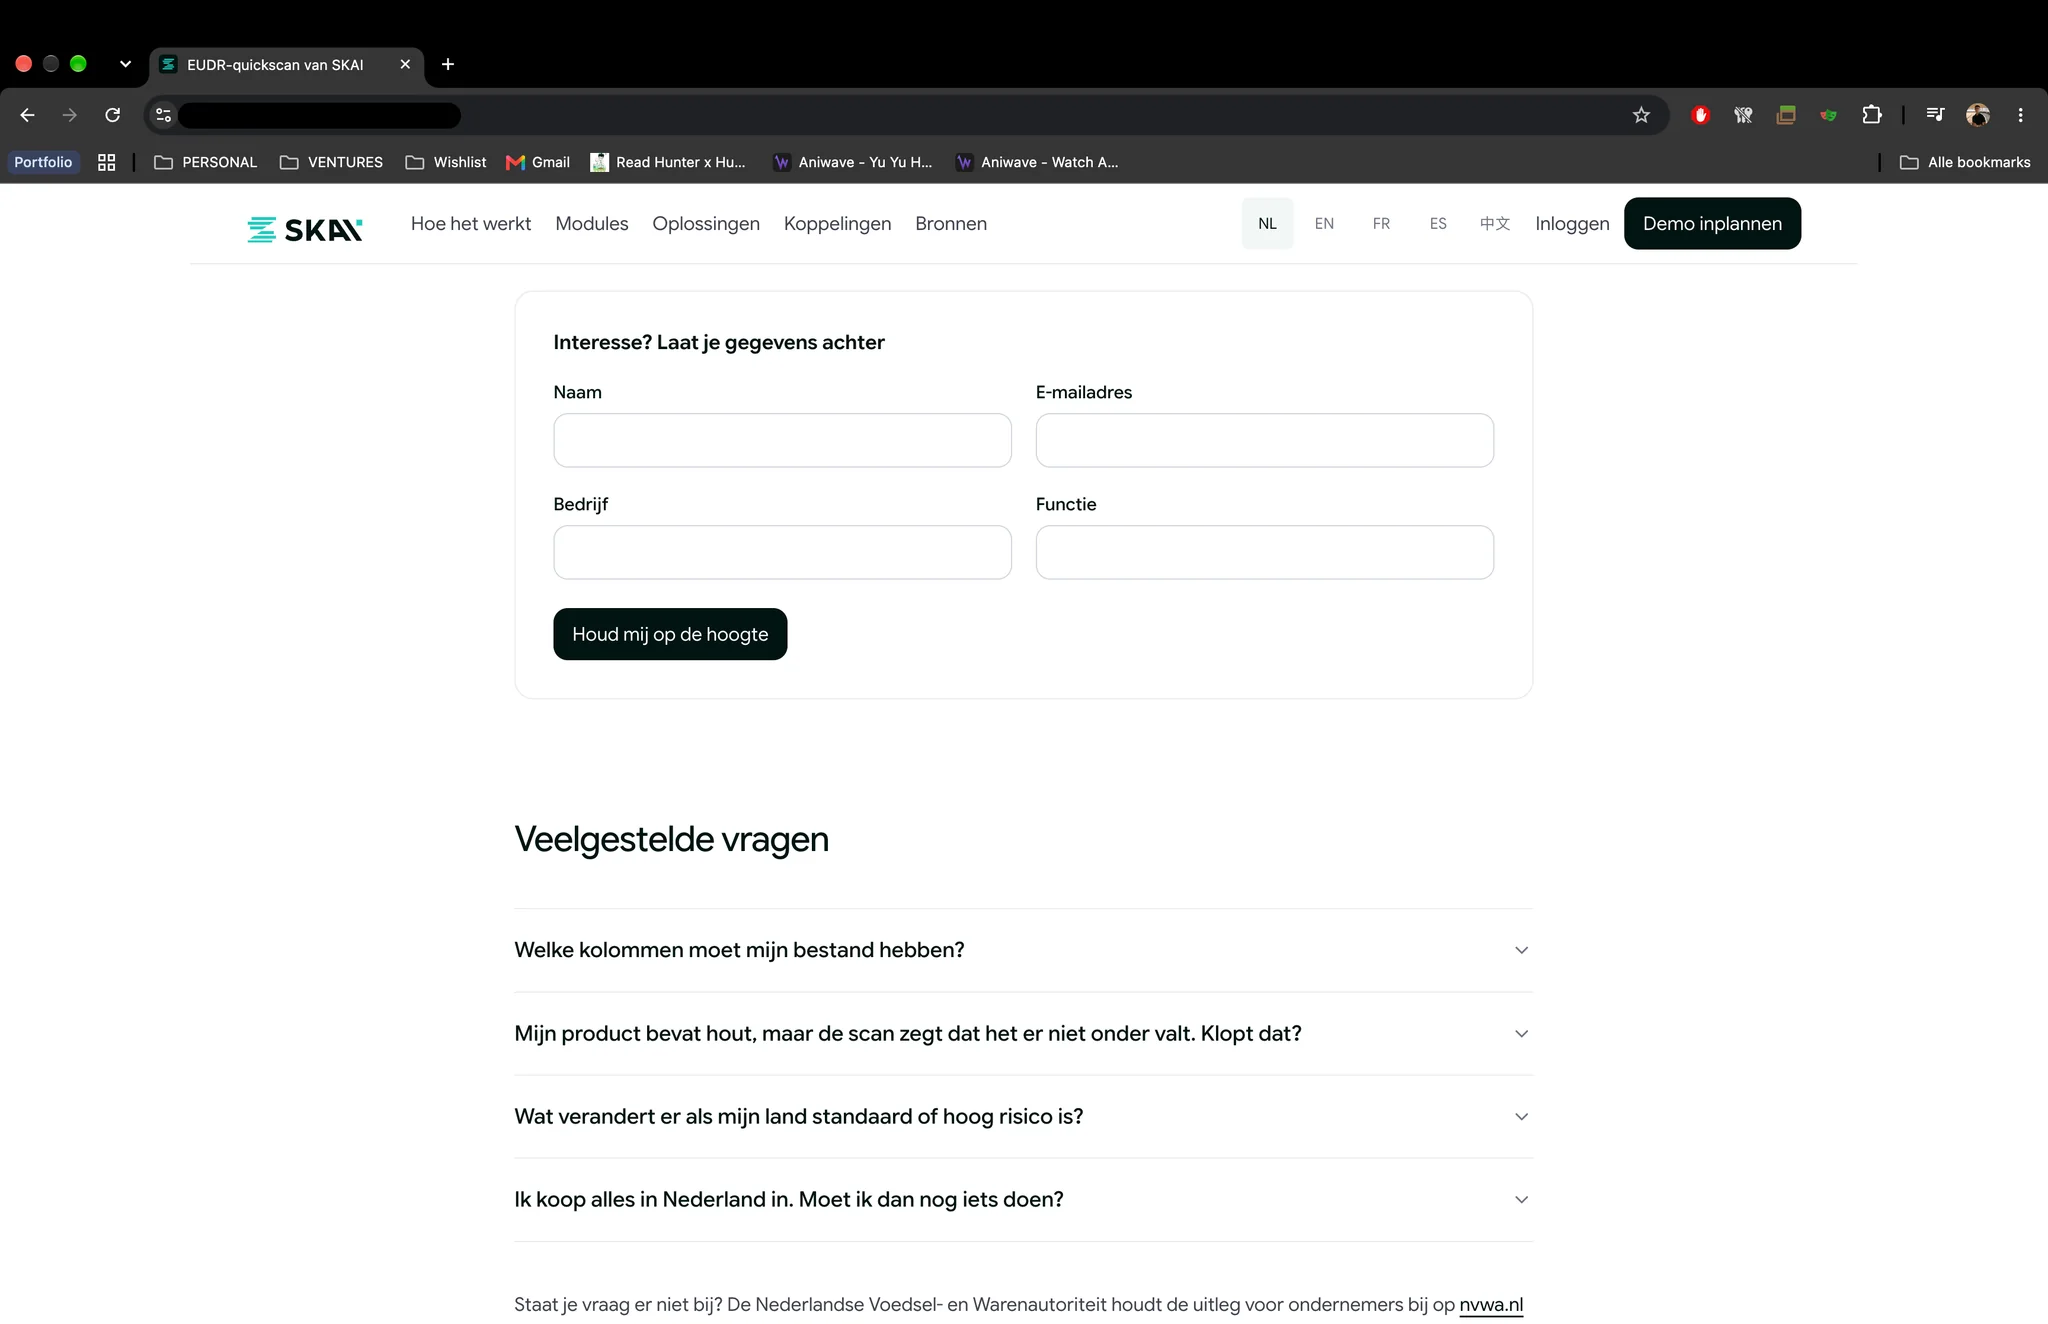 EUDR-quickscan van SKAI
Portfolio
PERSONAL
VENTURES
Wishlist
Gmail
Read Hunter x Hu...
Aniwave - Yu Yu H...
Aniwave - Watch A...
Alle bookmarks
SKAI
Hoe het werkt
Modules
Oplossingen
Koppelingen
Bronnen
NL
EN
FR
ES
中文
Inloggen
Demo inplannen
Interesse? Laat je gegevens achter
Naam
E-mailadres
Bedrijf
Functie
Houd mij op de hoogte
Veelgestelde vragen
Welke kolommen moet mijn bestand hebben?
Mijn product bevat hout, maar de scan zegt dat het er niet onder valt. Klopt dat?
Wat verandert er als mijn land standaard of hoog risico is?
Ik koop alles in Nederland in. Moet ik dan nog iets doen?
Staat je vraag er niet bij? De Nederlandse Voedsel- en Warenautoriteit houdt de uitleg voor ondernemers bij op nvwa.nl